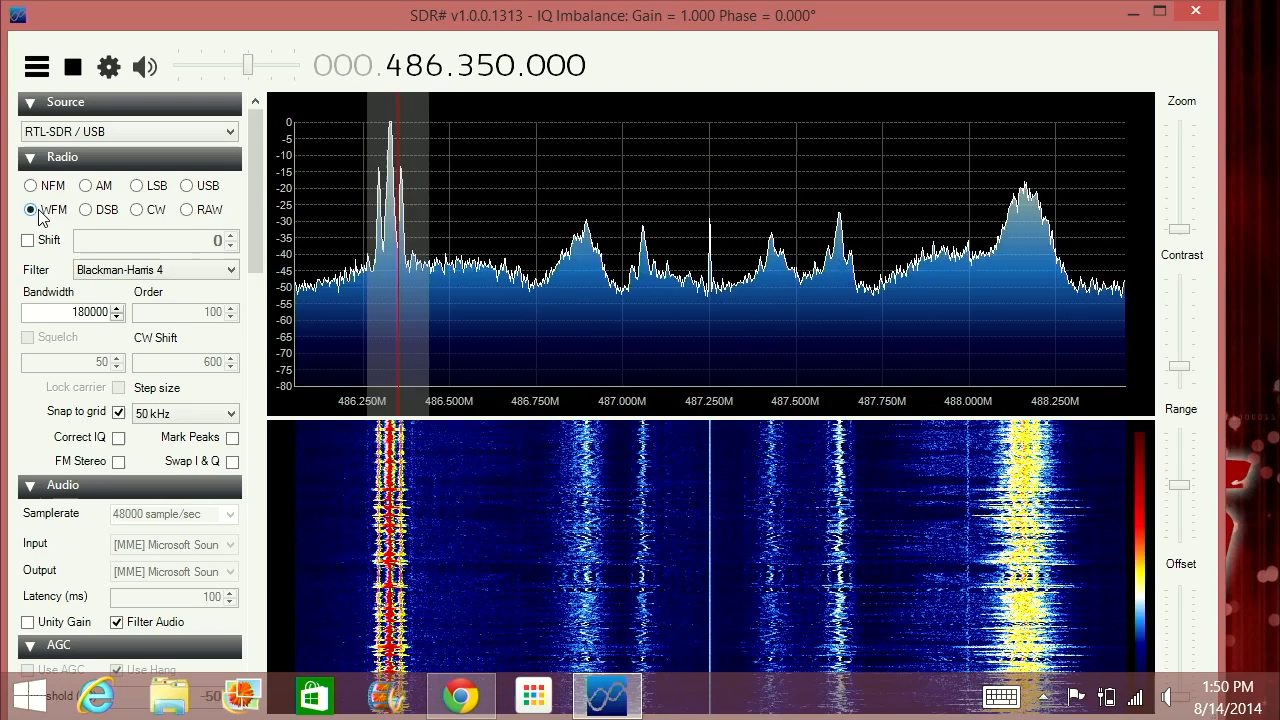 SDR# v1.0.0.1313 - IQ Imbalance: Gain = 1.000 Phase = 0.000°
000.486.350.000
Source
RTL-SDR / USB
Radio
NFM AM LSB USB
WFM DSB CW RAW
Shift 0
Filter Blackman-Harris 4
Bandwidth Order
180000 100
Squelch CW Shift
50 600
Lock carrier Step size
Snap to grid 50 kHz
Correct IQ Mark Peaks
FM Stereo Swap I & Q
Audio
Samplerate 48000 sample/sec
Input [MME] Microsoft Soun
Output [MME] Microsoft Soun
Latency (ms) 100
Unity Gain Filter Audio
AGC
Use AGC Use Hang
-50
0
-5
-10
-15
-20
-25
-30
-35
-40
-45
-50
-55
-60
-65
-70
-75
-80
486.250M 486.500M 486.750M 487.000M 487.250M 487.500M 487.750M 488.000M 488.250M
Zoom
Contrast
Range
Offset
1:50 PM
8/14/2014